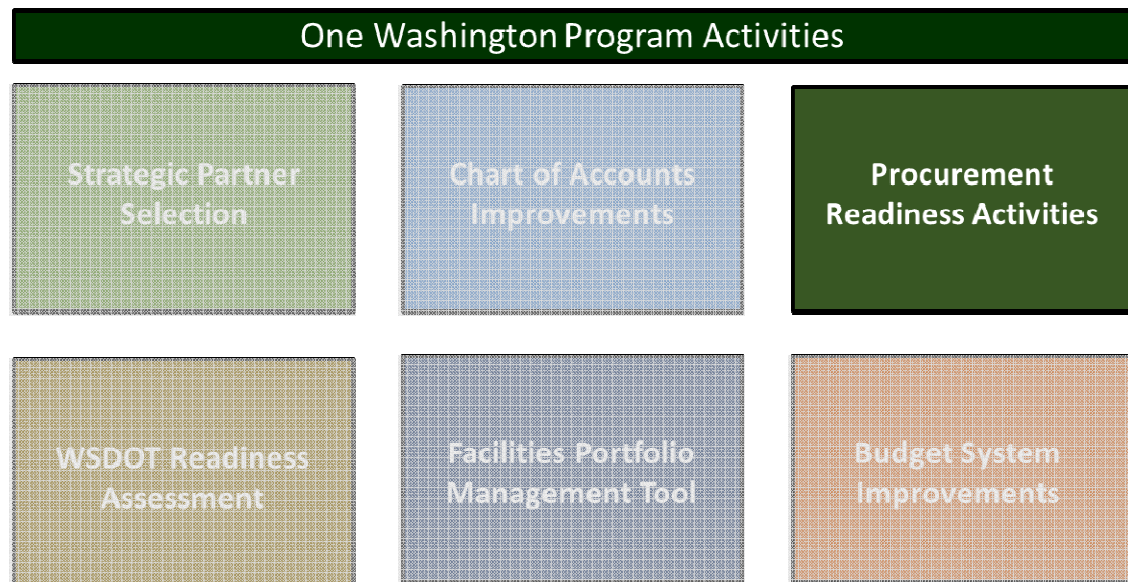 One Washington Program Activities
Strategic Partner
Selection
Chart of Accounts
Improvements
Procurement
Readiness Activities
WSDOT Readiness
Assessment
Facilities Portfolio
Management Tool
Budget System
Improvements